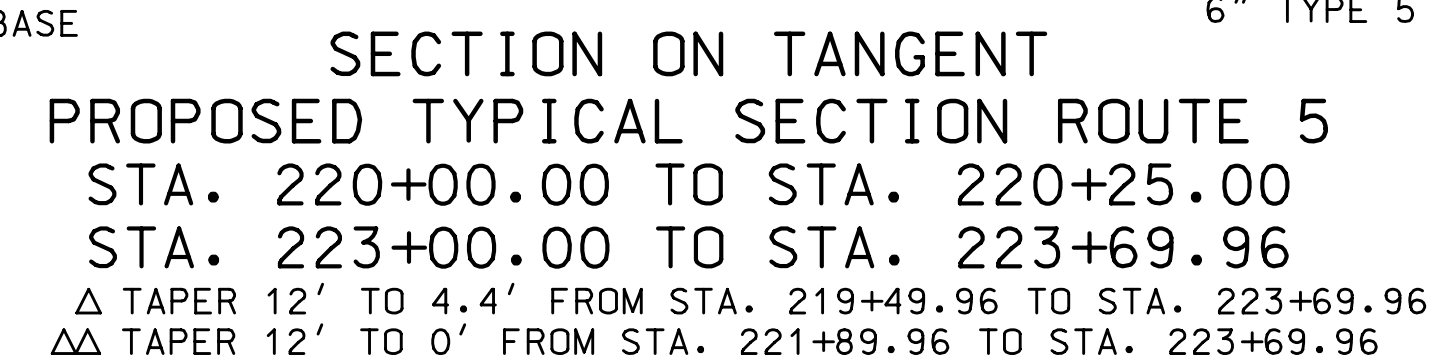 BASE
6" TYPE 5
SECTION ON TANGENT
PROPOSED TYPICAL SECTION ROUTE 5
STA. 220+00.00 TO STA. 220+25.00
STA. 223+00.00 TO STA. 223+69.96
△ TAPER 12' TO 4.4' FROM STA. 219+49.96 TO STA. 223+69.96
△△ TAPER 12' TO 0' FROM STA. 221+89.96 TO STA. 223+69.96